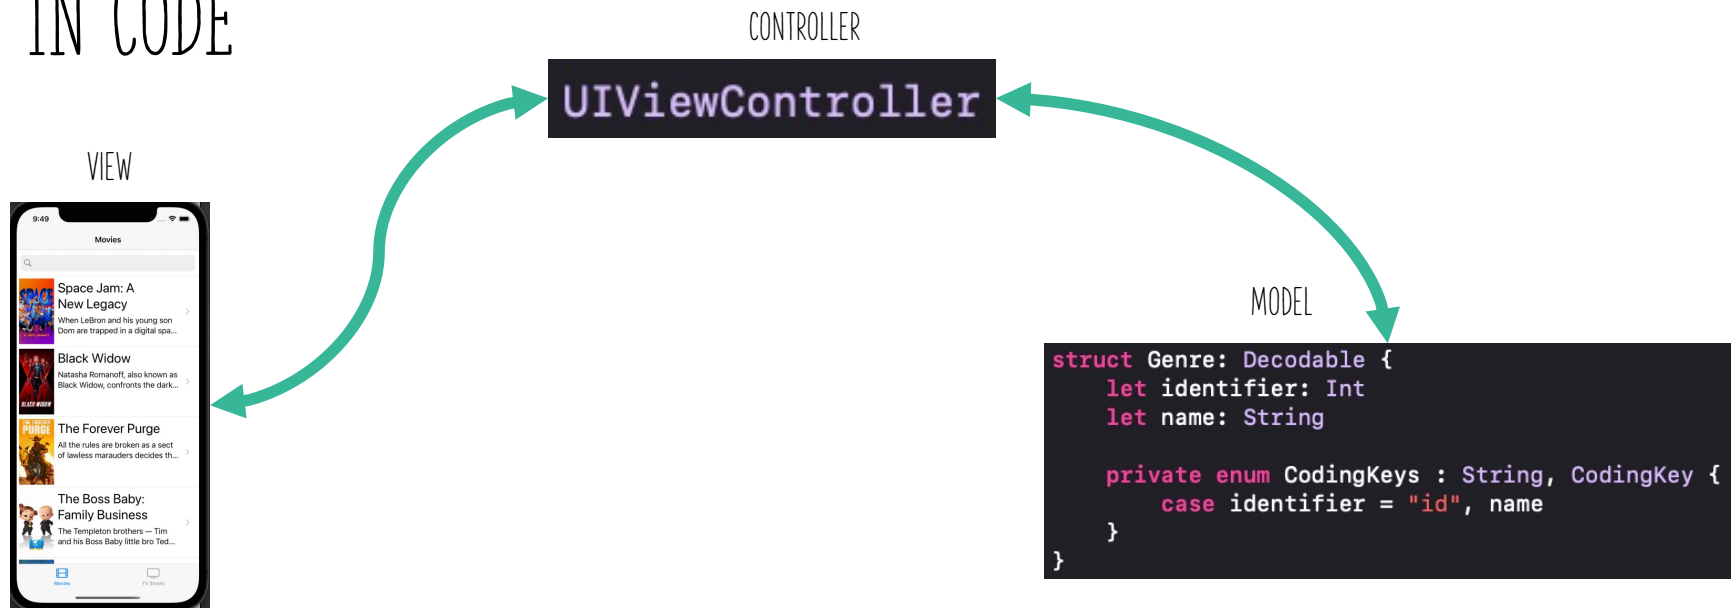 IN CODE
CONTROLLER
UIViewController
VIEW
9:49
Movies
Space Jam: A
New Legacy
When LeBron and his young son
Dom are trapped in a digital spa...
Black Widow
Natasha Romanoff, also known as
Black Widow, confronts the dark...
BLACK WIDOW
The Forever Purge
All the rules are broken as a sect
of lawless marauders decides th...
The Boss Baby:
Family Business
The Templeton brothers — Tim
and his Boss Baby little bro Ted...
Movies
TV Shows
MODEL
struct Genre: Decodable {
    let identifier: Int
    let name: String
    private enum CodingKeys : String, CodingKey {
        case identifier = "id", name
    }
}